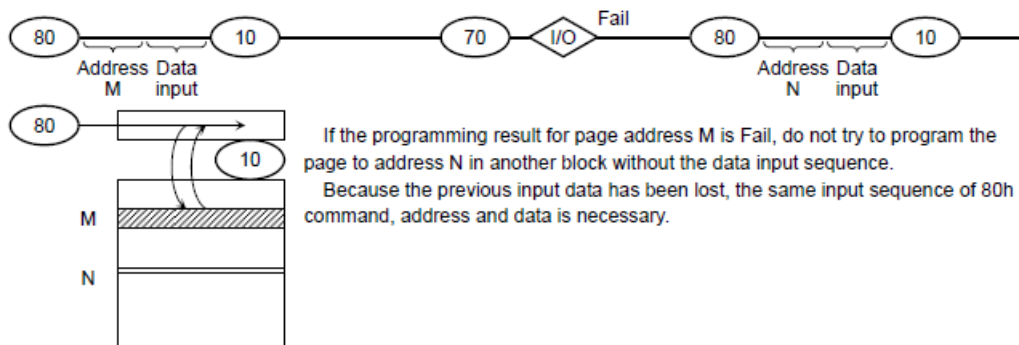 Fail
80 10 70 I/O 80 10
Address Data Address Data
M input N input
80
10
If the programming result for page address M is Fail, do not try to program the
page to address N in another block without the data input sequence.
Because the previous input data has been lost, the same input sequence of 80h
command, address and data is necessary.
M
N